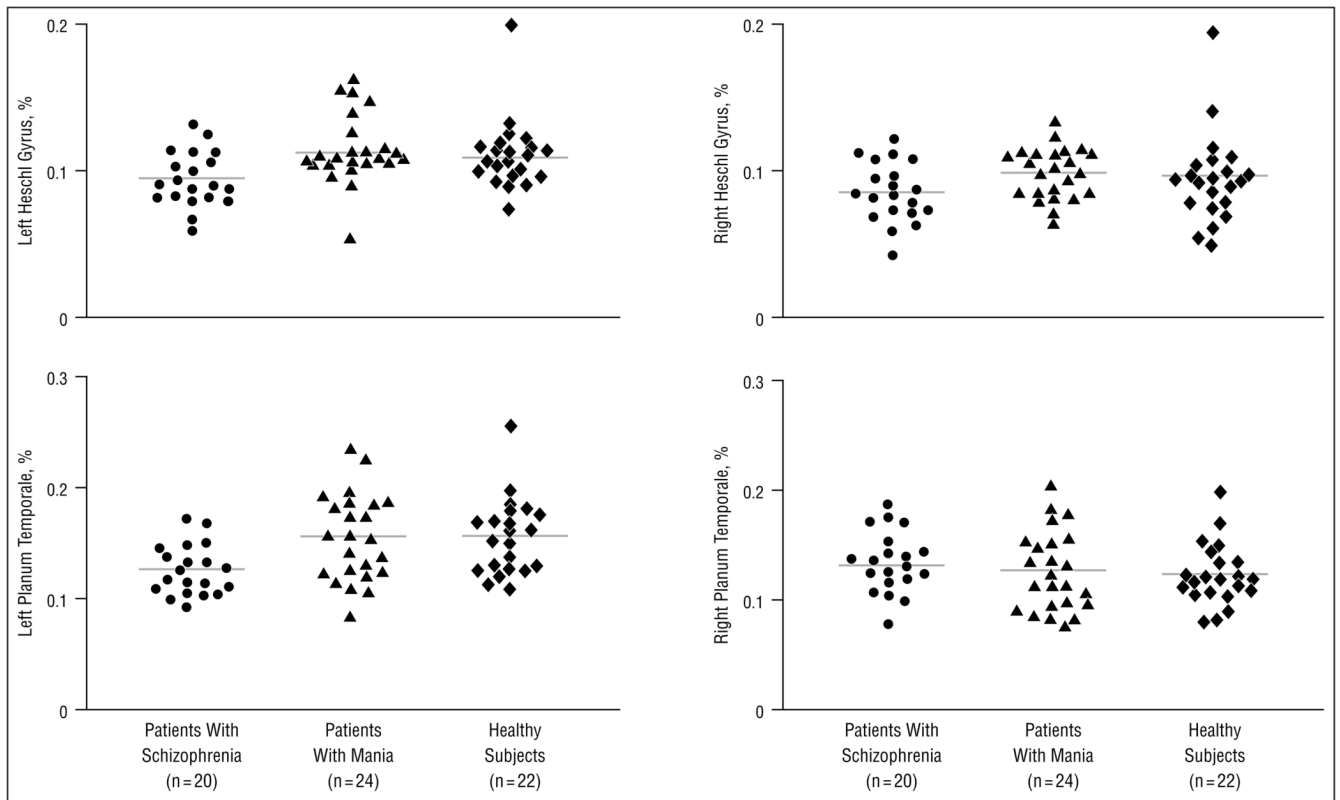 0.2
0.1
0
Left Heschl Gyrus, %
0.2
0.1
0
Right Heschl Gyrus, %
0.3
0.2
0.1
0
Left Planum Temporale, %
Patients With
Schizophrenia
(n=20)
Patients
With Mania
(n=24)
Healthy
Subjects
(n=22)
0.3
0.2
0.1
0
Right Planum Temporale, %
Patients With
Schizophrenia
(n=20)
Patients
With Mania
(n=24)
Healthy
Subjects
(n=22)